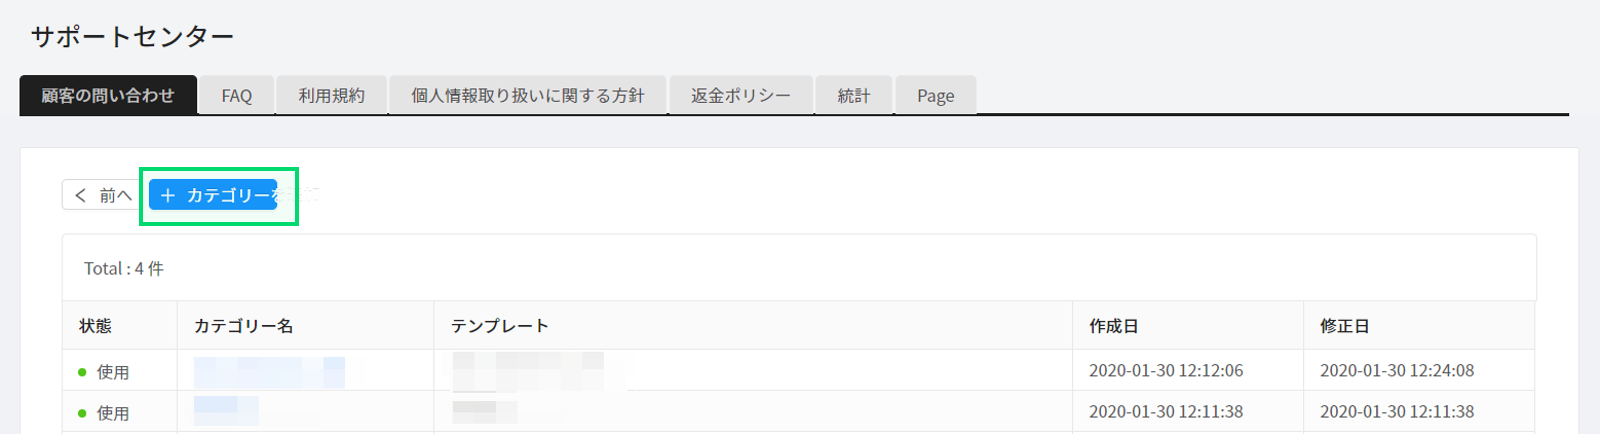 サポートセンター
顧客の問い合わせ FAQ 利用規約 個人情報取り扱いに関する方針 返金ポリシー 統計 Page
前へ カテゴリーを
Total : 4 件
状態 カテゴリー名 テンプレート 作成日 修正日
使用 2020-01-30 12:12:06 2020-01-30 12:24:08
使用 2020-01-30 12:11:38 2020-01-30 12:11:38